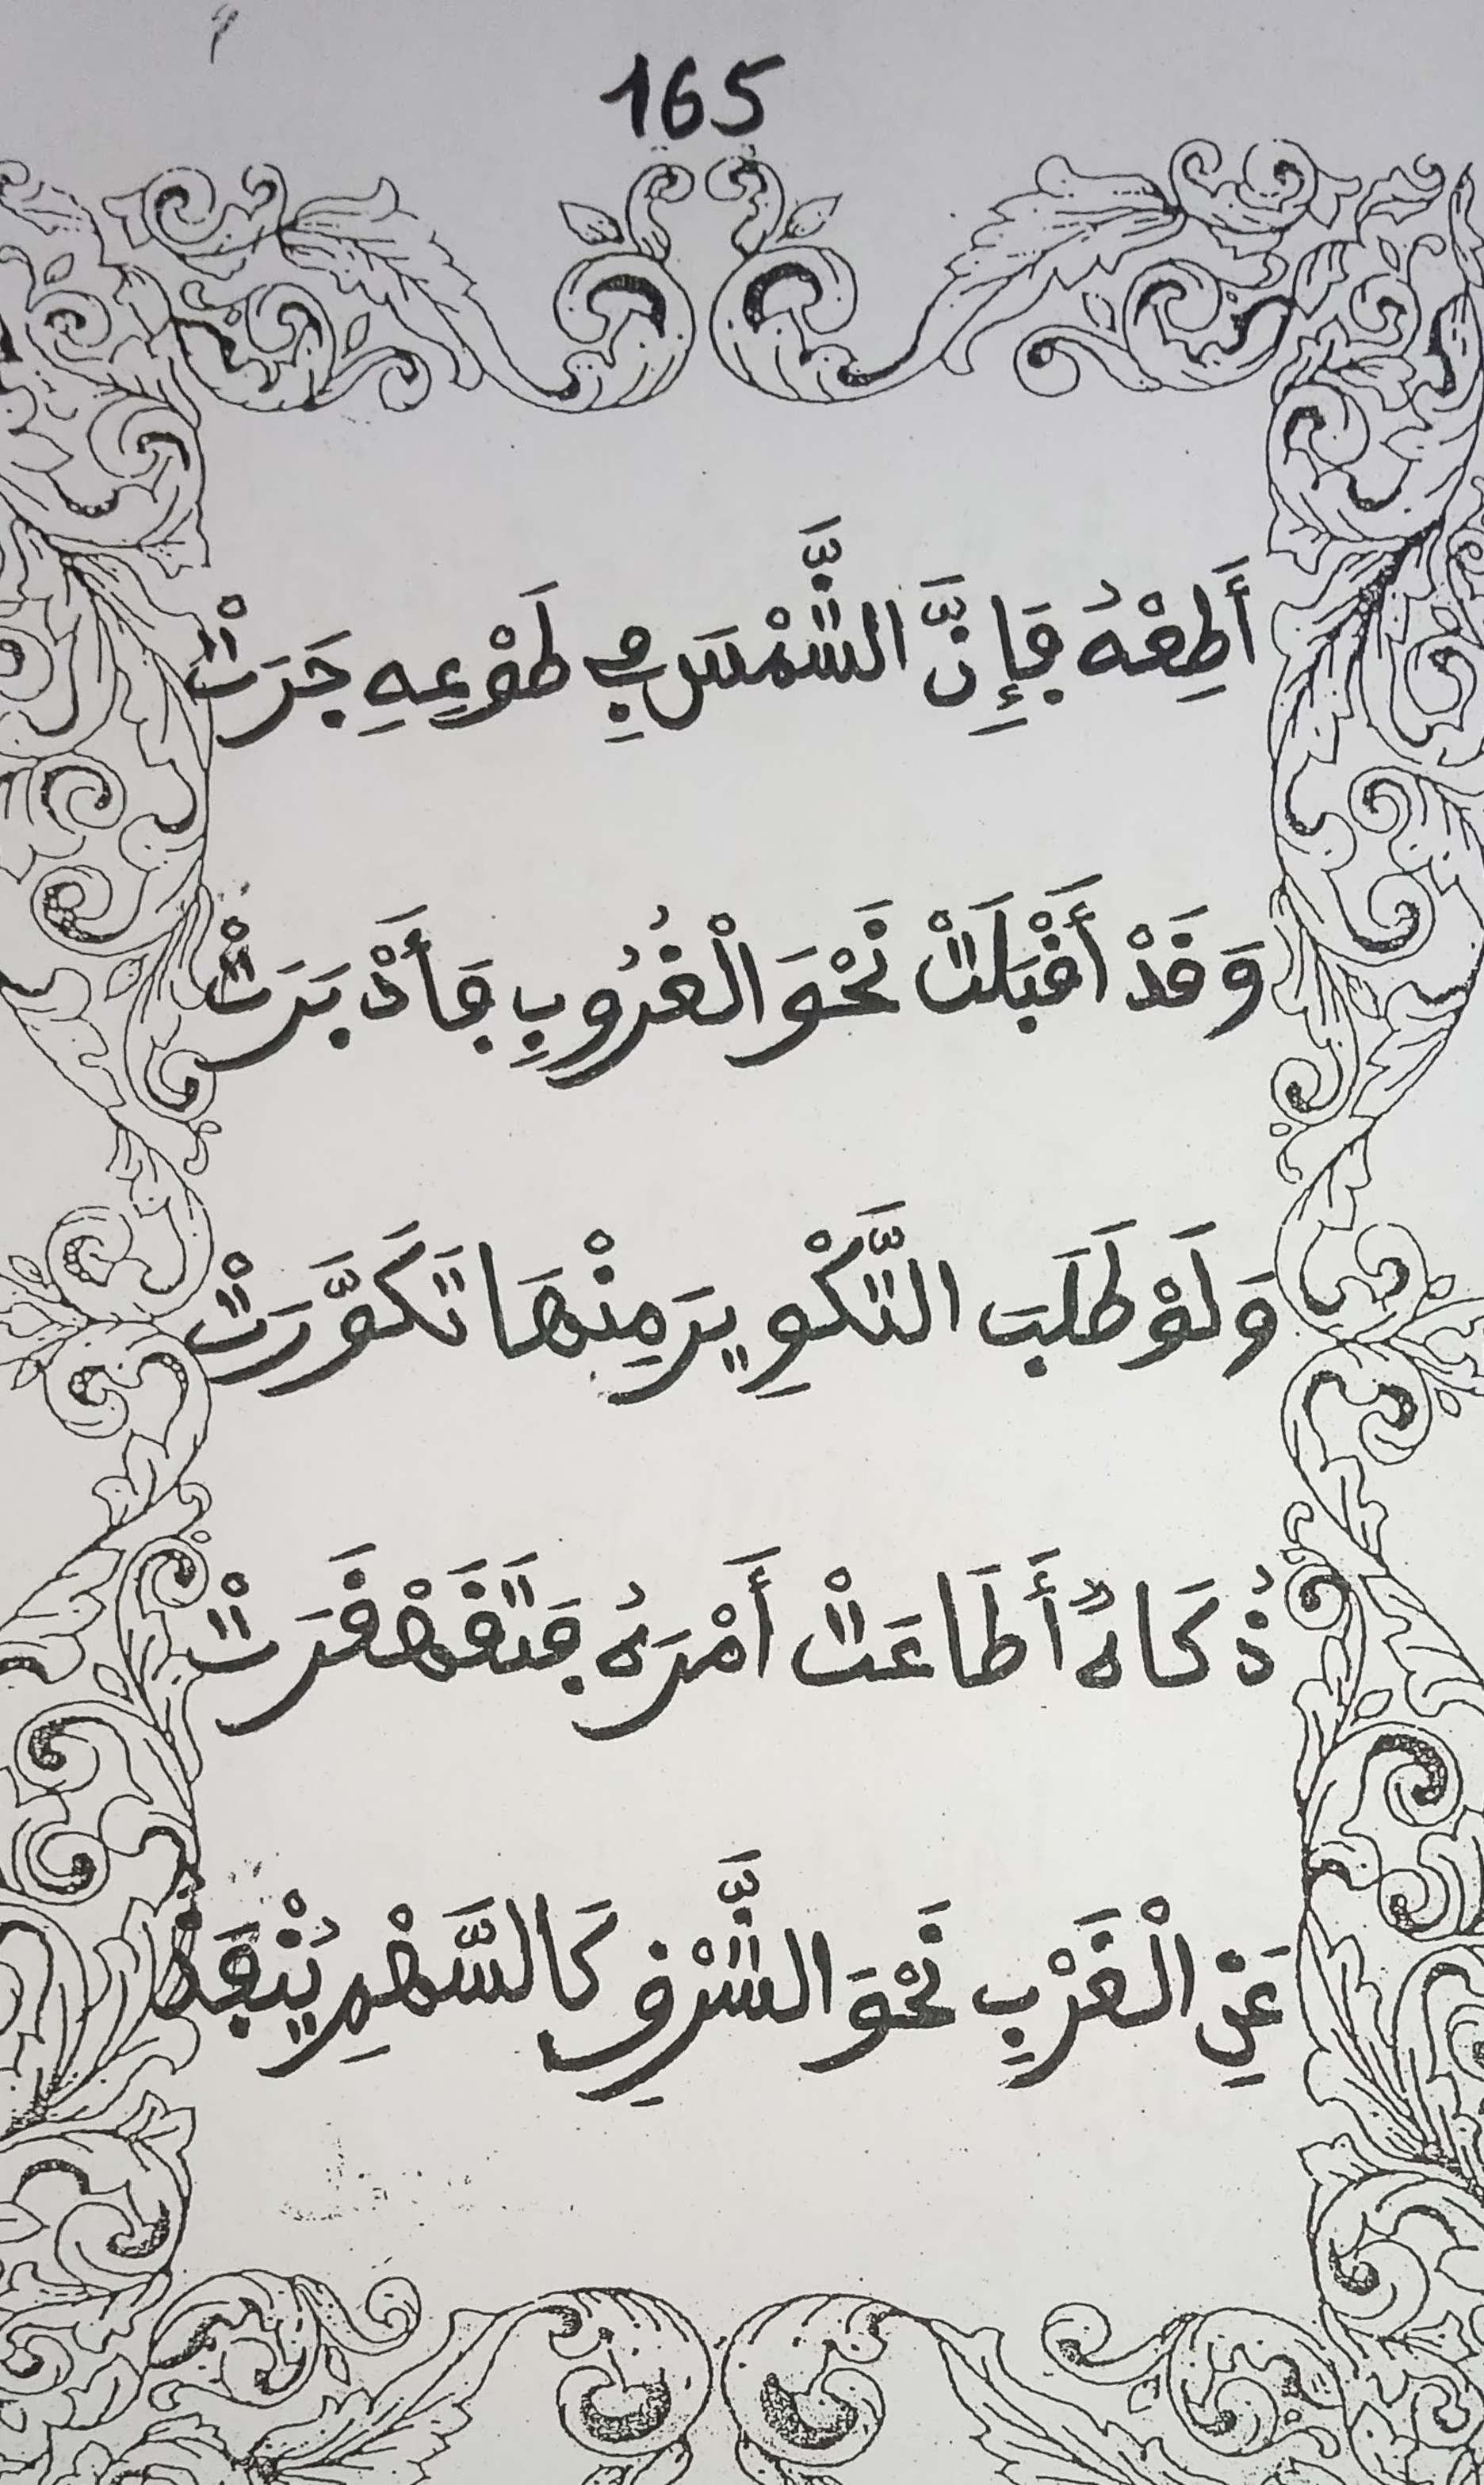 165
أَطِعْهُ فَإِنَّ الشَّمْسَ فِي طَوْعِهِ جَرَتْ
وَقَدْ أَقْبَلَتْ نَحْوَ الْغُرُوبِ فَأَدْبَرَتْ
وَلَوْ طَلَبَ التَّكْوِيرَ مِنْهَا تَكَوَّرَتْ
ذُكَاءٌ أَطَاعَتْ أَمْرَهُ فَتَقَهْقَرَتْ
عَنِ الْغَرْبِ نَحْوَ الشَّرْقِ كَالسَّهْمِ يُنْفَذُ